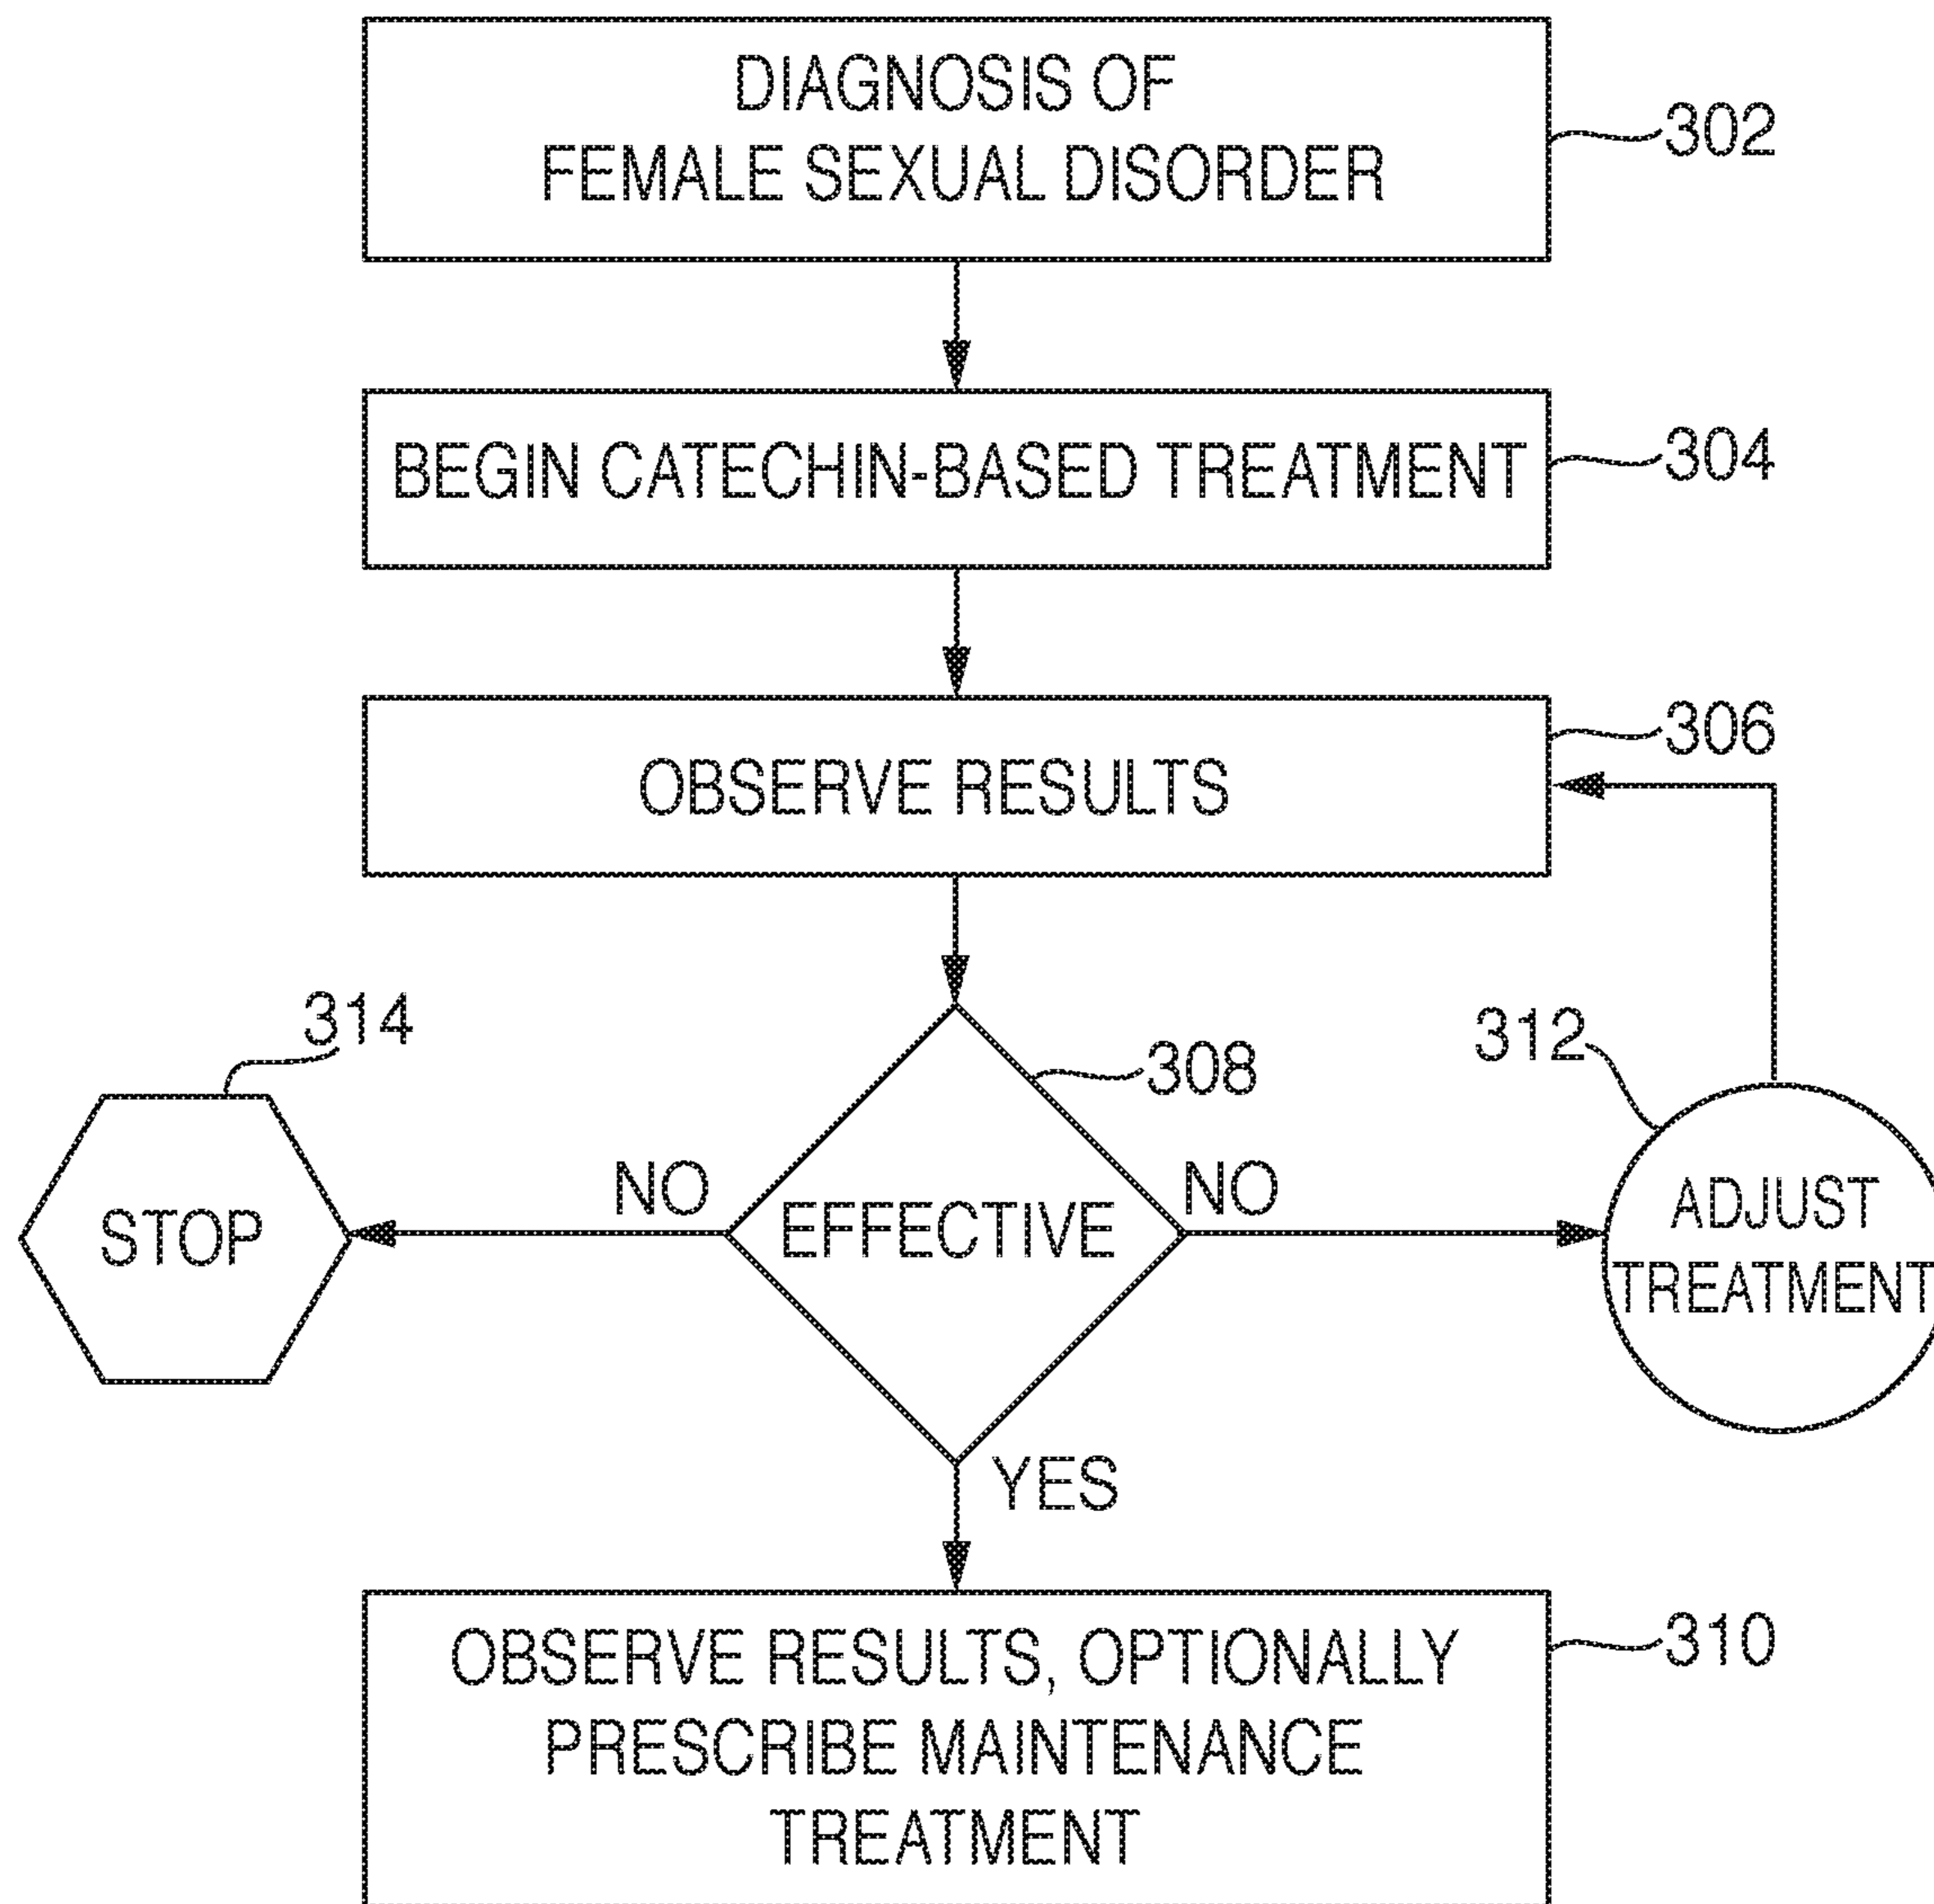 DIAGNOSIS OF
FEMALE SEXUAL DISORDER
302
BEGIN CATECHIN-BASED TREATMENT
304
306
OBSERVE RESULTS
314
308
312
STOP
NO
EFFECTIVE
NO
ADJUST
TREATMENT
YES
OBSERVE RESULTS, OPTIONALLY
PRESCRIBE MAINTENANCE
TREATMENT
310